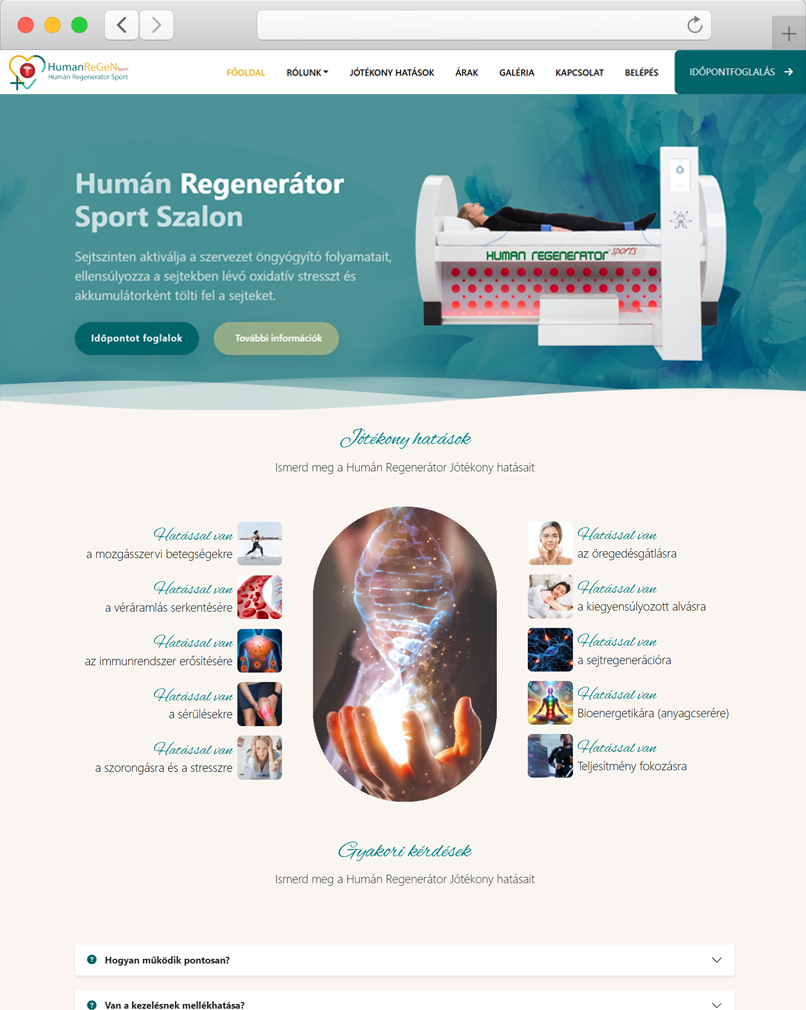 HumanReGeNSport
Humán Regenerátor Sport
FŐOLDAL
RÓLUNK
JÓTÉKONY HATÁSOK
ÁRAK
GALÉRIA
KAPCSOLAT
BELÉPÉS
IDŐPONTFOGLALÁS
Humán Regenerátor
Sport Szalon
Sejtszinten aktiválja a szervezet öngyógyító folyamatait,
ellensúlyozza a sejtekben lévő oxidatív stresszt és
akkumulátorként tölti fel a sejteket.
Időpontot foglalok
További információk
HUMAN REGENERATOR sports
Jótékony hatások
Ismerd meg a Humán Regenerátor Jótékony hatásait
Hatással van
a mozgásszervi betegségekre
Hatással van
a véráramlás serkentésére
Hatással van
az immunrendszer erősítésére
Hatással van
a sérülésekre
Hatással van
a szorongásra és a stresszre
Hatással van
az öregedésgátlásra
Hatással van
a kiegyensúlyozott alvásra
Hatással van
a sejtregenerációra
Hatással van
Bioenergetikára (anyagcserére)
Hatással van
Teljesítmény fokozásra
Gyakori kérdések
Ismerd meg a Humán Regenerátor Jótékony hatásait
Hogyan működik pontosan?
Van a kezelésnek mellékhatása?